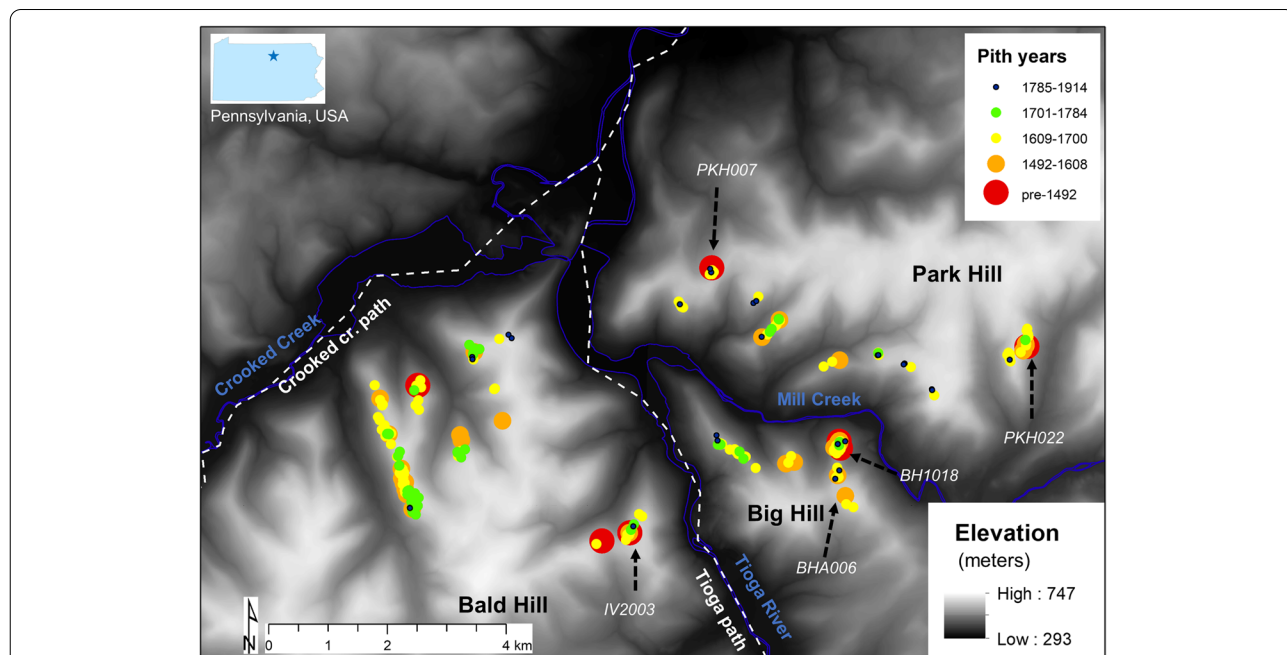 Pennsylvania, USA
Pith years
1785-1914
1701-1784
1609-1700
1492-1608
pre-1492
PKH007
Park Hill
Crooked Creek
Crooked cr. path
Mill Creek
PKH022
BH1018
Big Hill
BHA006
IV2003
Bald Hill
Tioga River
Tioga path
Elevation
(meters)
High : 747
Low : 293
N
0 2 4 km